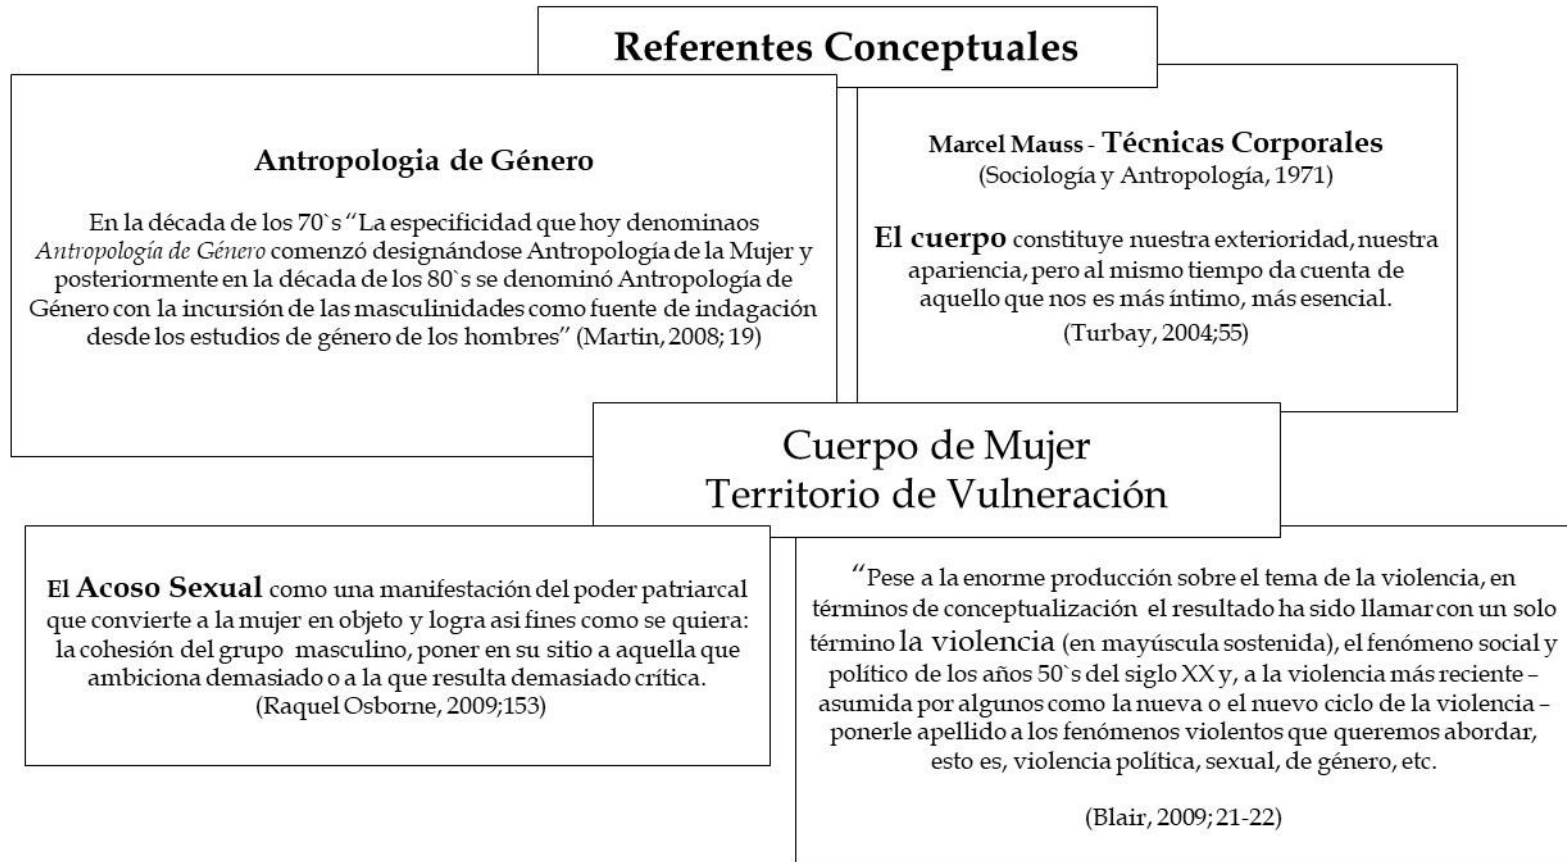 Referentes Conceptuales
Antropologia de Género
En la década de los 70`s “La especificidad que hoy denominaos
Antropología de Género comenzó designándose Antropología de la Mujer y
posteriormente en la década de los 80`s se denominó Antropología de
Género con la incursión de las masculinidades como fuente de indagación
desde los estudios de género de los hombres” (Martin, 2008; 19)
Marcel Mauss - Técnicas Corporales
(Sociología y Antropología, 1971)
El cuerpo constituye nuestra exterioridad, nuestra
apariencia, pero al mismo tiempo da cuenta de
aquello que nos es más íntimo, más esencial.
(Turbay, 2004;55)
Cuerpo de Mujer
Territorio de Vulneración
El Acoso Sexual como una manifestación del poder patriarcal
que convierte a la mujer en objeto y logra asi fines como se quiera:
la cohesión del grupo masculino, poner en su sitio a aquella que
ambiciona demasiado o a la que resulta demasiado crítica.
(Raquel Osborne, 2009;153)
“Pese a la enorme producción sobre el tema de la violencia, en
términos de conceptualización el resultado ha sido llamar con un solo
término la violencia (en mayúscula sostenida), el fenómeno social y
político de los años 50`s del siglo XX y, a la violencia más reciente –
asumida por algunos como la nueva o el nuevo ciclo de la violencia –
ponerle apellido a los fenómenos violentos que queremos abordar,
esto es, violencia política, sexual, de género, etc.
(Blair, 2009; 21-22)